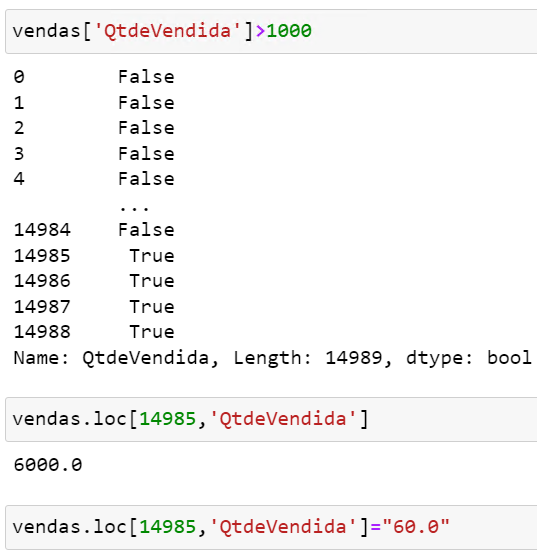 vendas['QtdeVendida']>1000
0 False
1 False
2 False
3 False
4 False
...
14984 False
14985 True
14986 True
14987 True
14988 True
Name: QtdeVendida, Length: 14989, dtype: bool
vendas.loc[14985,'QtdeVendida']
6000.0
vendas.loc[14985,'QtdeVendida']="60.0"